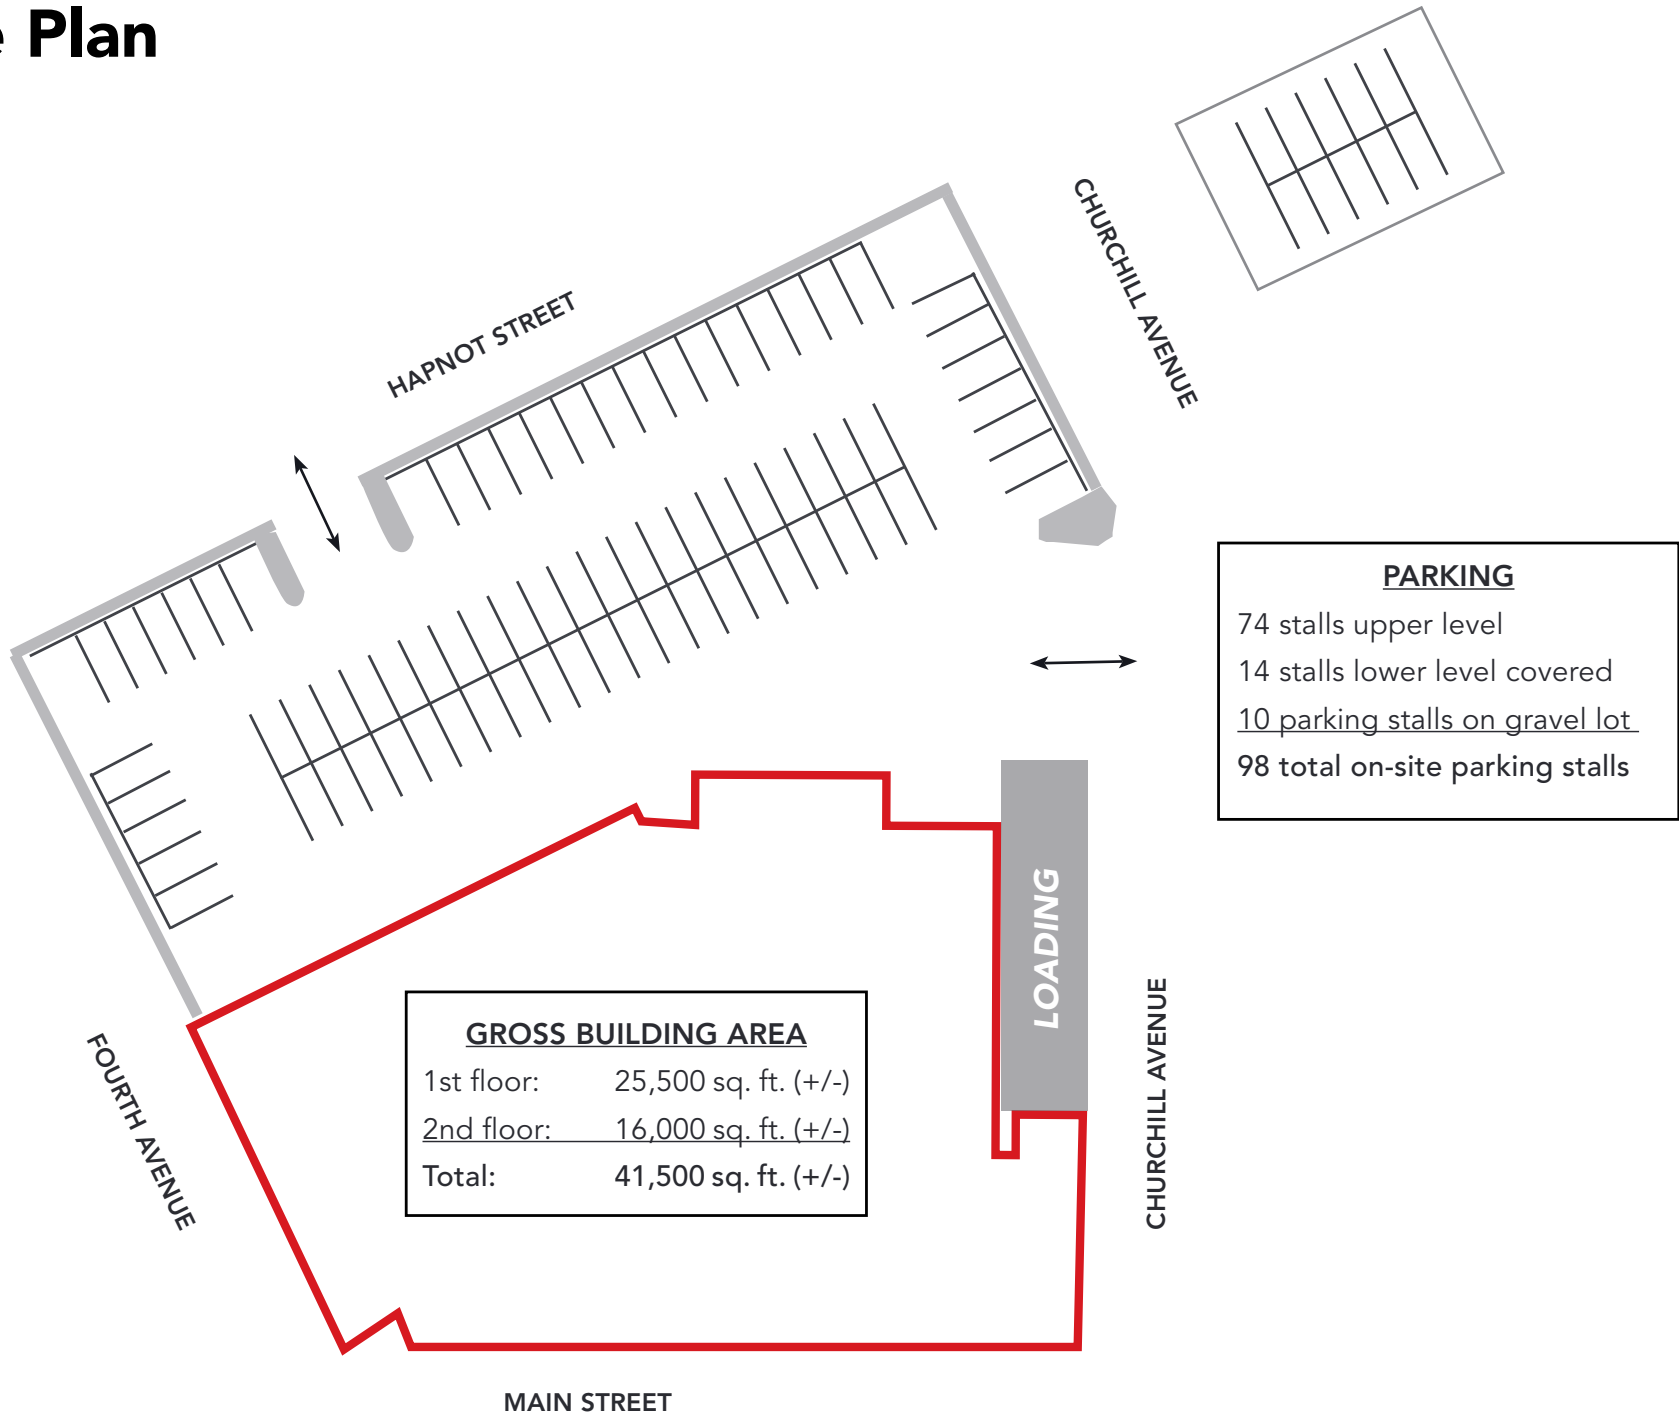 Plan
HAPNOT STREET
CHURCHILL AVENUE
PARKING
74 stalls upper level
14 stalls lower level covered
10 parking stalls on gravel lot
98 total on-site parking stalls
LOADING
GROSS BUILDING AREA
1st floor: 25,500 sq. ft. (+/-)
2nd floor: 16,000 sq. ft. (+/-)
Total: 41,500 sq. ft. (+/-)
FOURTH AVENUE
CHURCHILL AVENUE
MAIN STREET